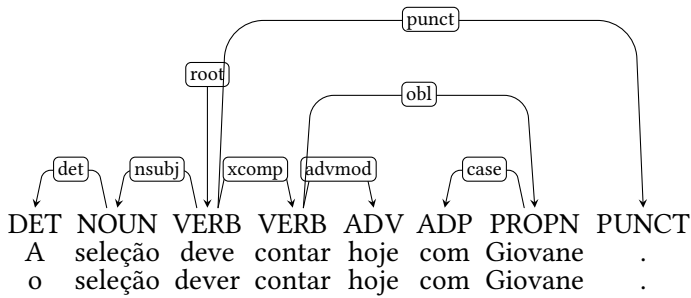 punct
root
obl
det nsubj xcomp advmod case
DET NOUN VERB VERB ADV ADP PROPN PUNCT
A seleção deve contar hoje com Giovane .
o seleção dever contar hoje com Giovane .